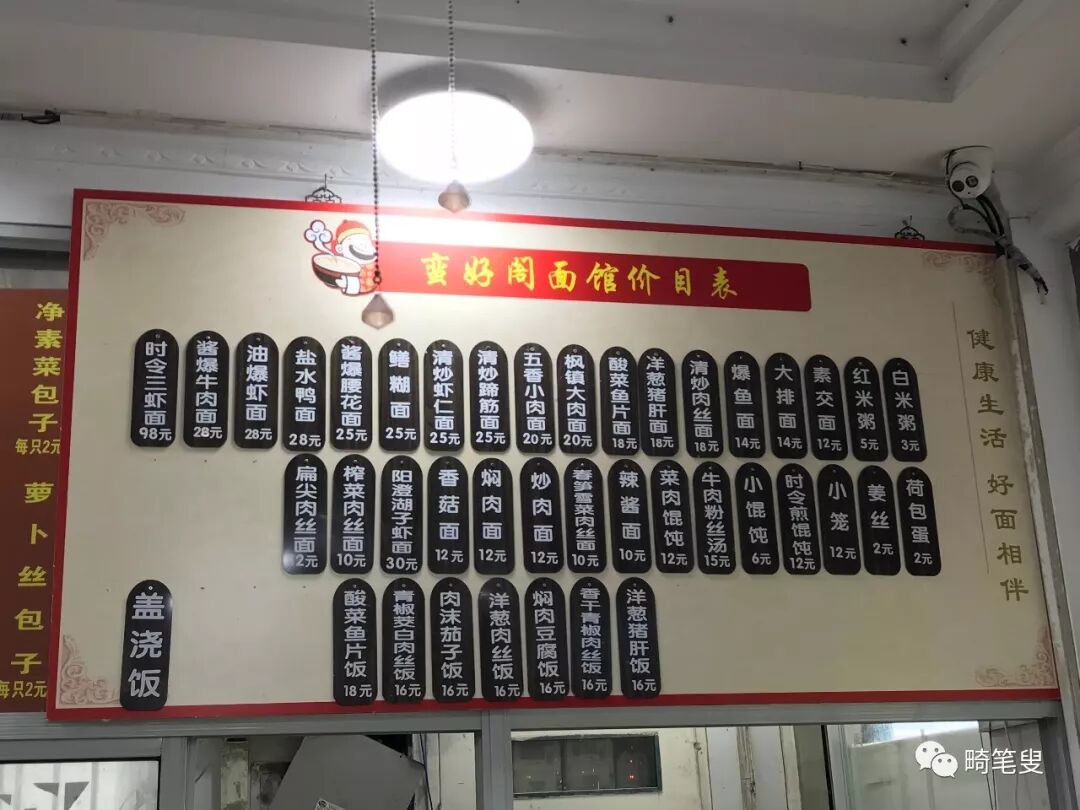 蛮好阁面馆价目表
时令三虾面 98元
酱爆牛肉面 28元
油爆虾面 28元
盐水鸭面 28元
酱爆腰花面 25元
鳝糊面 25元
清炒虾仁面 25元
清炒蹄筋面 25元
五香小肉面 20元
枫镇大肉面 20元
酸菜鱼片面 18元
洋葱猪肝面 18元
清炒肉丝面 18元
爆鱼面 14元
大排面 14元
素交面 12元
红米粥 5元
白米粥 3元
扁尖肉丝面 2元
榨菜肉丝面 10元
阳澄湖子虾面 30元
香菇面 12元
焖肉面 12元
炒肉面 12元
春笋雪菜肉丝面 10元
辣酱面 10元
菜肉馄饨 12元
牛肉粉丝汤 15元
小馄饨 6元
时令煎馄饨 12元
小笼 12元
姜丝 2元
荷包蛋 2元
盖浇饭
酸菜鱼片饭 18元
青椒茭白肉丝饭 16元
肉沫茄子饭 16元
洋葱肉丝饭 16元
焖肉豆腐饭 16元
香干青椒肉丝饭 16元
洋葱猪肝饭 16元
健康生活 好面相伴
净素菜包子
每只2元
萝卜丝包子
每只2元
畸笔叟